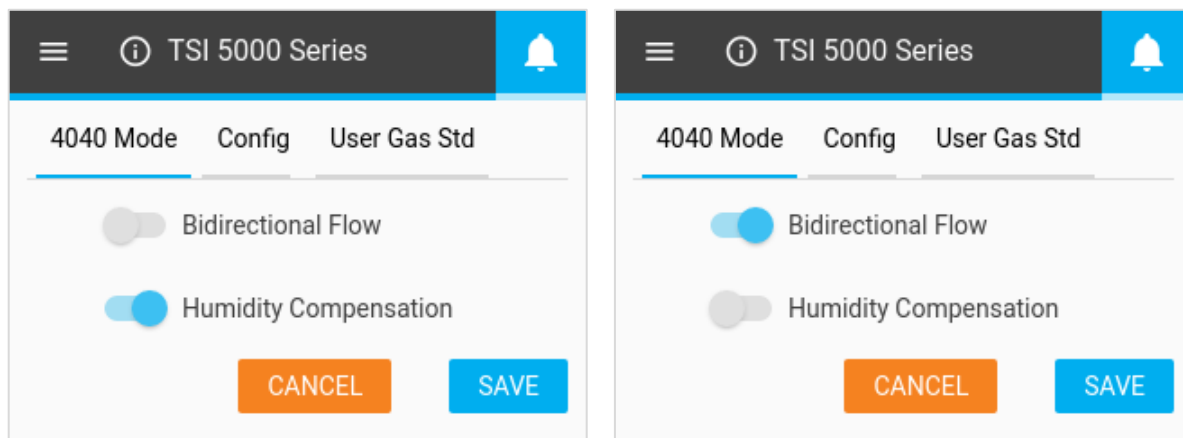 TSI 5000 Series
4040 Mode Config User Gas Std
Bidirectional Flow
Humidity Compensation
CANCEL SAVE
TSI 5000 Series
4040 Mode Config User Gas Std
Bidirectional Flow
Humidity Compensation
CANCEL SAVE